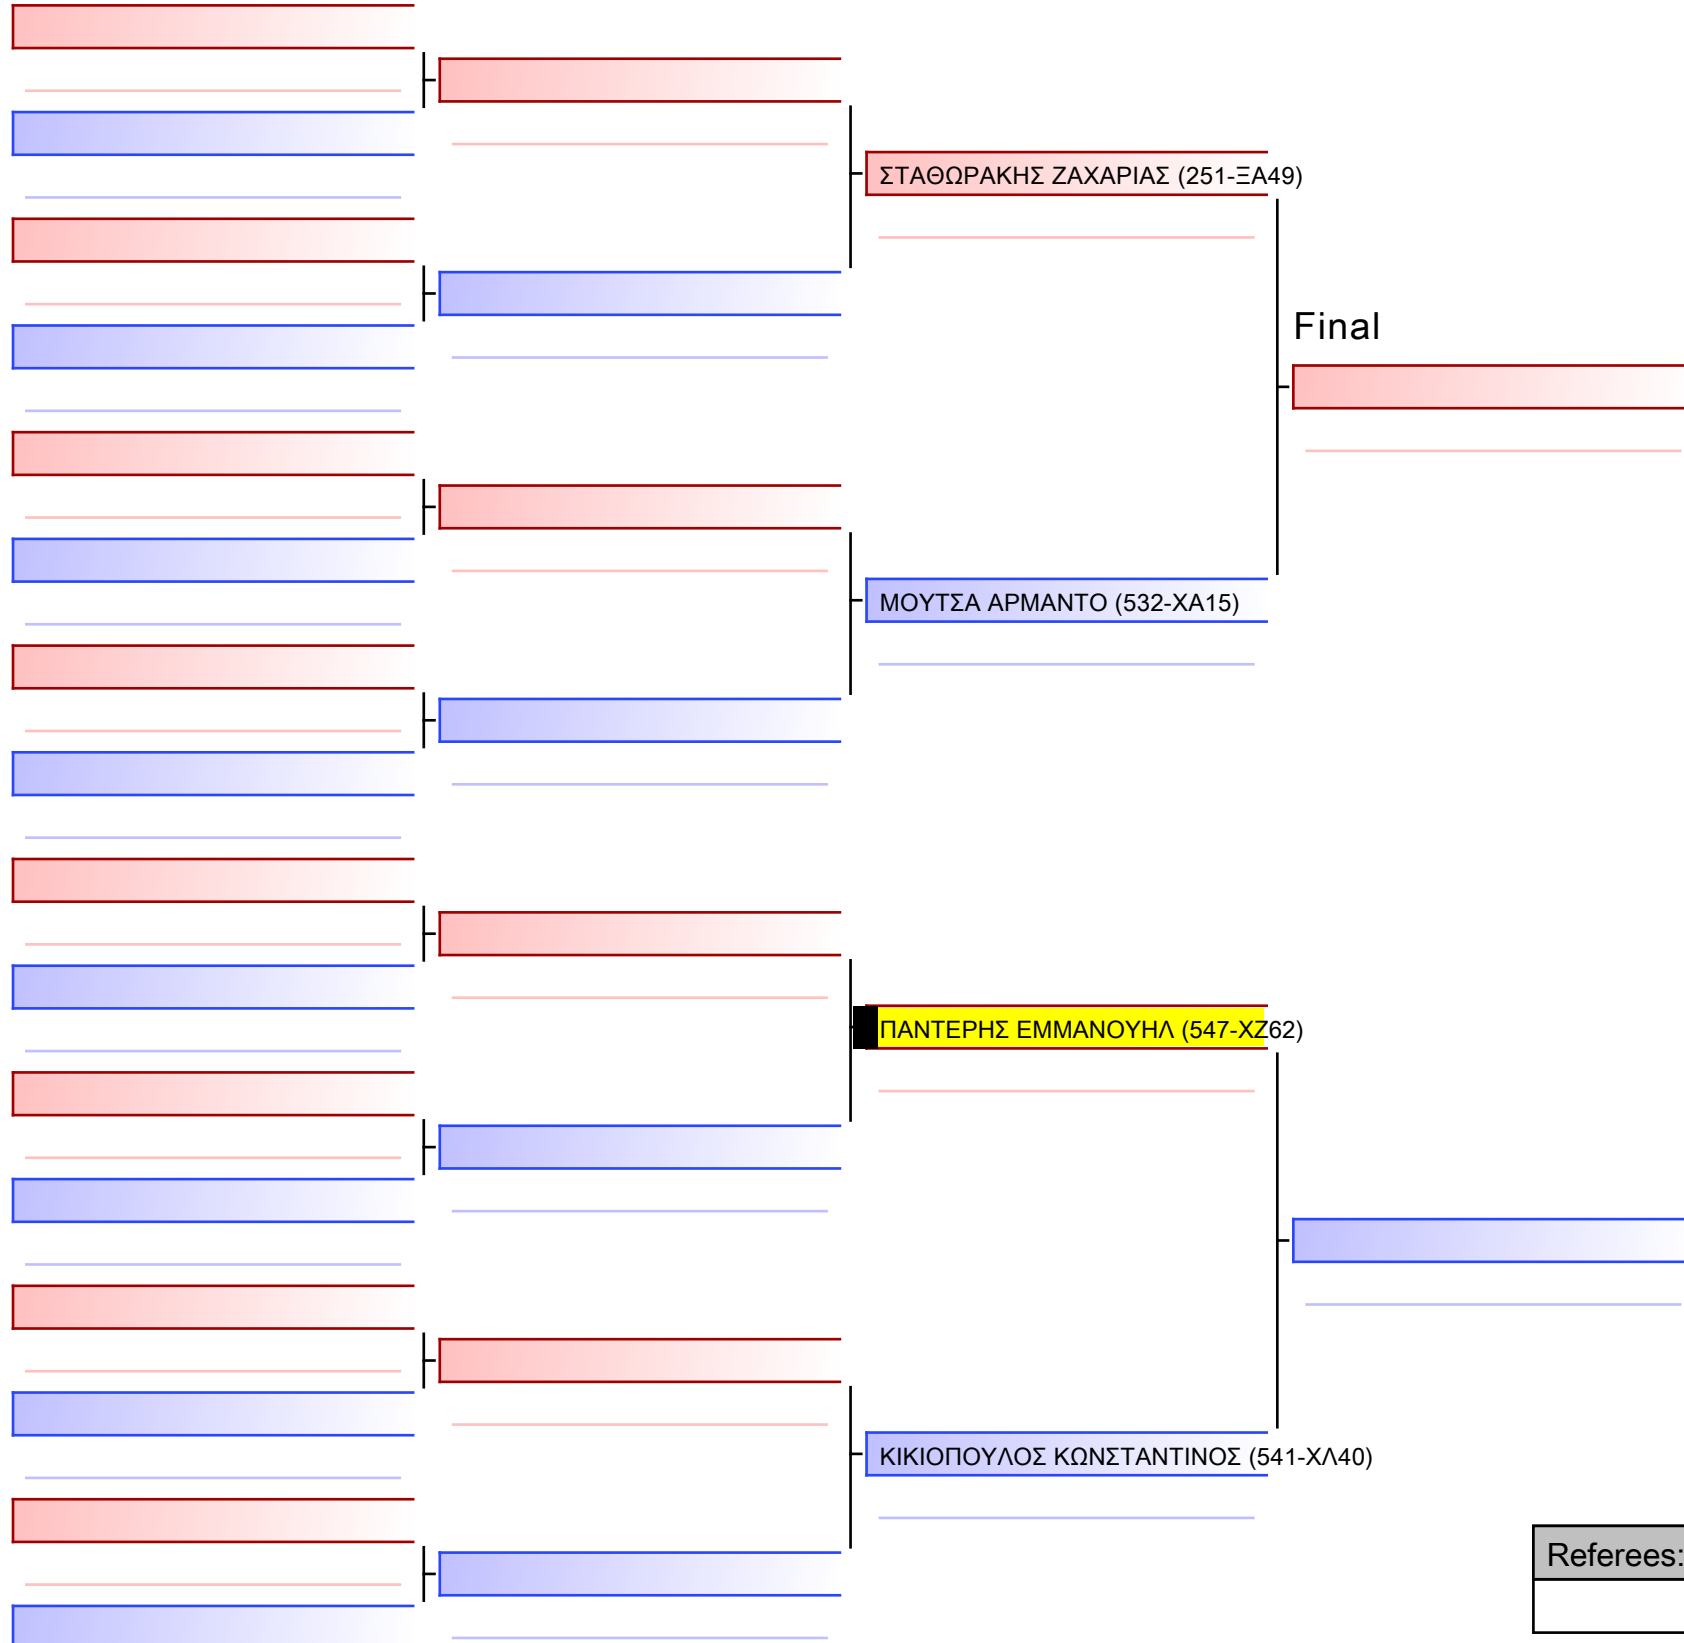 ΣΤΑΘΩΡΑΚΗΣ ΖΑΧΑΡΙΑΣ (251-ΞΑ49)
Final
ΜΟΥΤΣΑ ΑΡΜΑΝΤΟ (532-ΧΑ15)
ΠΑΝΤΕΡΗΣ ΕΜΜΑΝΟΥΗΛ (547-ΧΖ62)
ΚΙΚΙΟΠΟΥΛΟΣ ΚΩΝΣΤΑΝΤΙΝΟΣ (541-ΧΛ40)
Referees: